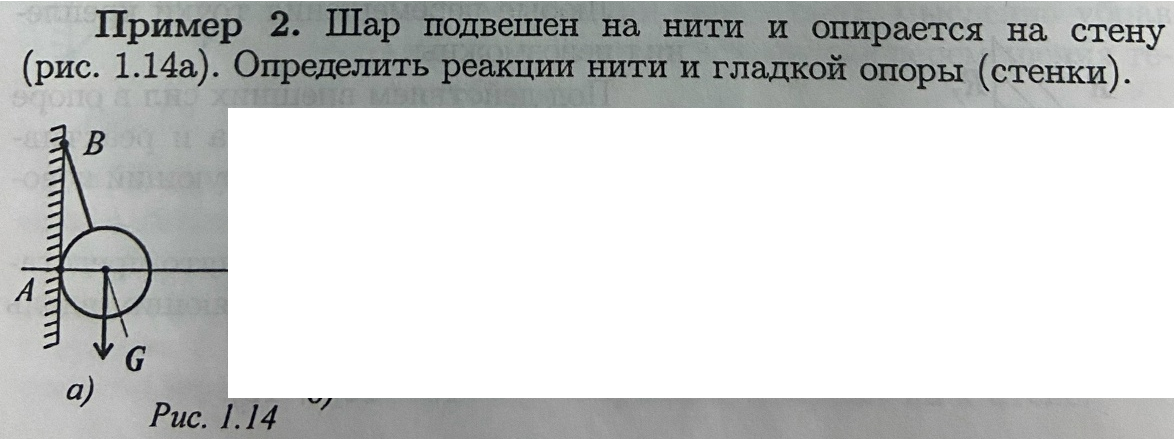 Пример 2. Шар подвешен на нити и опирается на стену
(рис. 1.14а). Определить реакции нити и гладкой опоры (стенки).
B
A
G
а)
Рис. 1.14